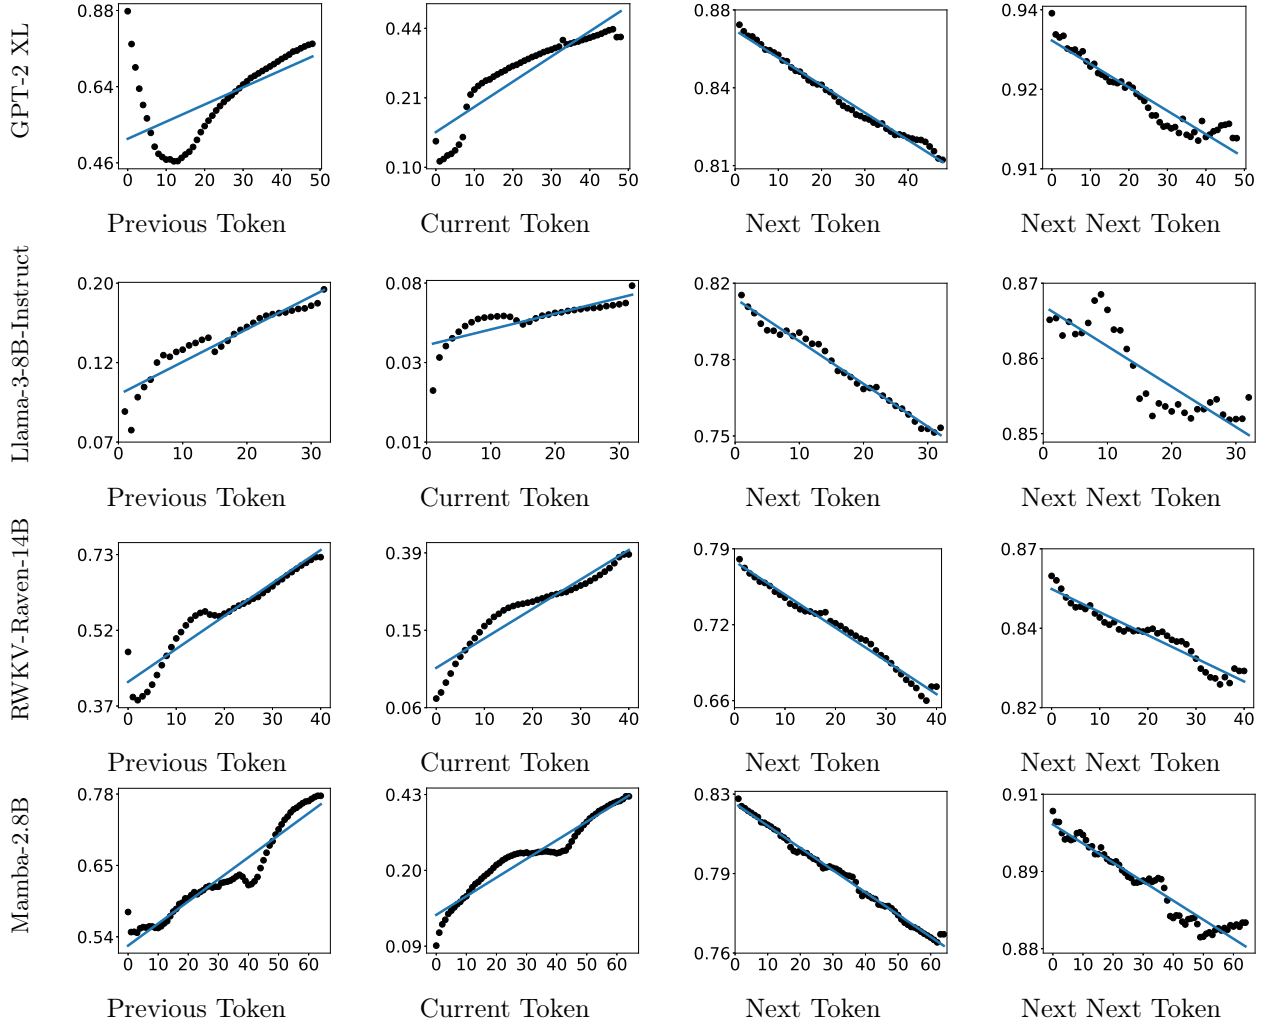 GPT-2 XL
0.88
0.64
0.46
0 10 20 30 40 50
Previous Token
0.44
0.21
0.10
0 10 20 30 40 50
Current Token
0.88
0.84
0.81
0 10 20 30 40
Next Token
0.94
0.92
0.91
0 10 20 30 40 50
Next Next Token
Llama-3-8B-Instruct
0.20
0.12
0.07
0 10 20 30
Previous Token
0.08
0.03
0.01
0 10 20 30
Current Token
0.82
0.78
0.75
0 10 20 30
Next Token
0.87
0.86
0.85
0 10 20 30
Next Next Token
RWKV-Raven-14B
0.73
0.52
0.37
0 10 20 30 40
Previous Token
0.39
0.15
0.06
0 10 20 30 40
Current Token
0.79
0.72
0.66
0 10 20 30 40
Next Token
0.87
0.84
0.82
0 10 20 30 40
Next Next Token
Mamba-2.8B
0.78
0.65
0.54
0 10 20 30 40 50 60
Previous Token
0.43
0.20
0.09
0 10 20 30 40 50 60
Current Token
0.83
0.79
0.76
0 10 20 30 40 50 60
Next Token
0.91
0.89
0.88
0 10 20 30 40 50 60
Next Next Token